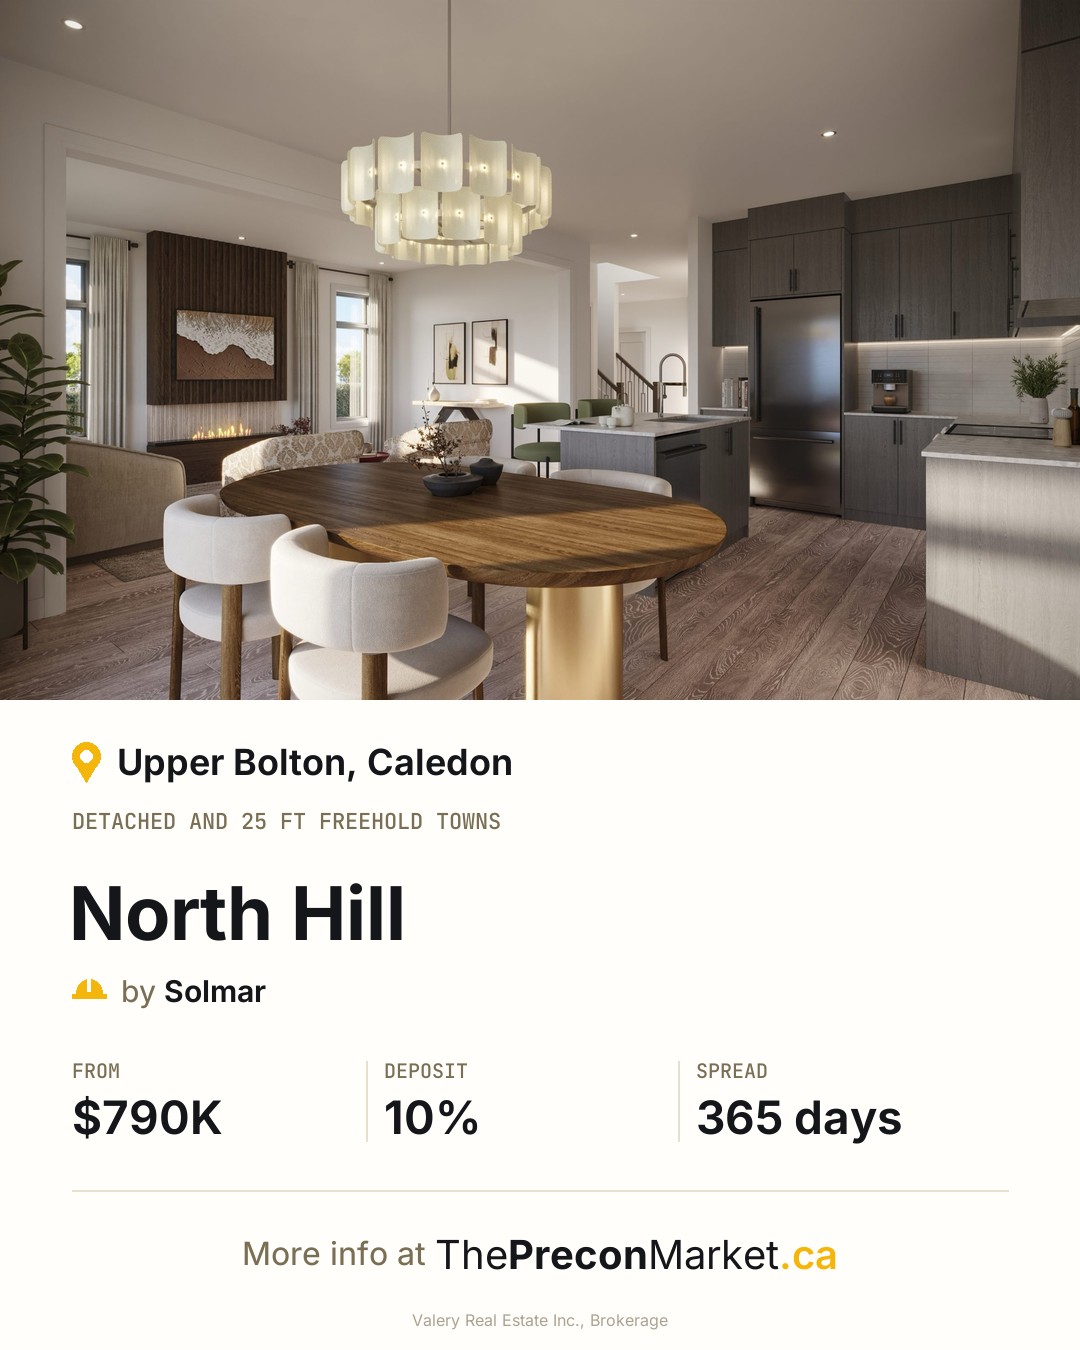 Upper Bolton, Caledon
DETACHED AND 25 FT FREEHOLD TOWNS
North Hill
by Solmar
FROM
$790K
DEPOSIT
10%
SPREAD
365 days
More info at ThePreconMarket.ca
Valery Real Estate Inc., Brokerage